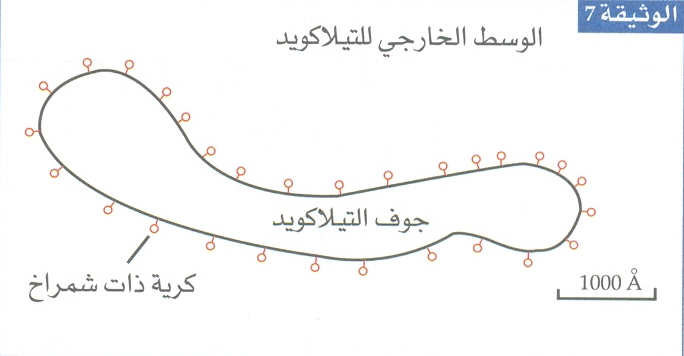 الوثيقة 7
الوسط الخارجي للتيلاكويد
جوف التيلاكويد
كرية ذات شمراخ
1000 Å